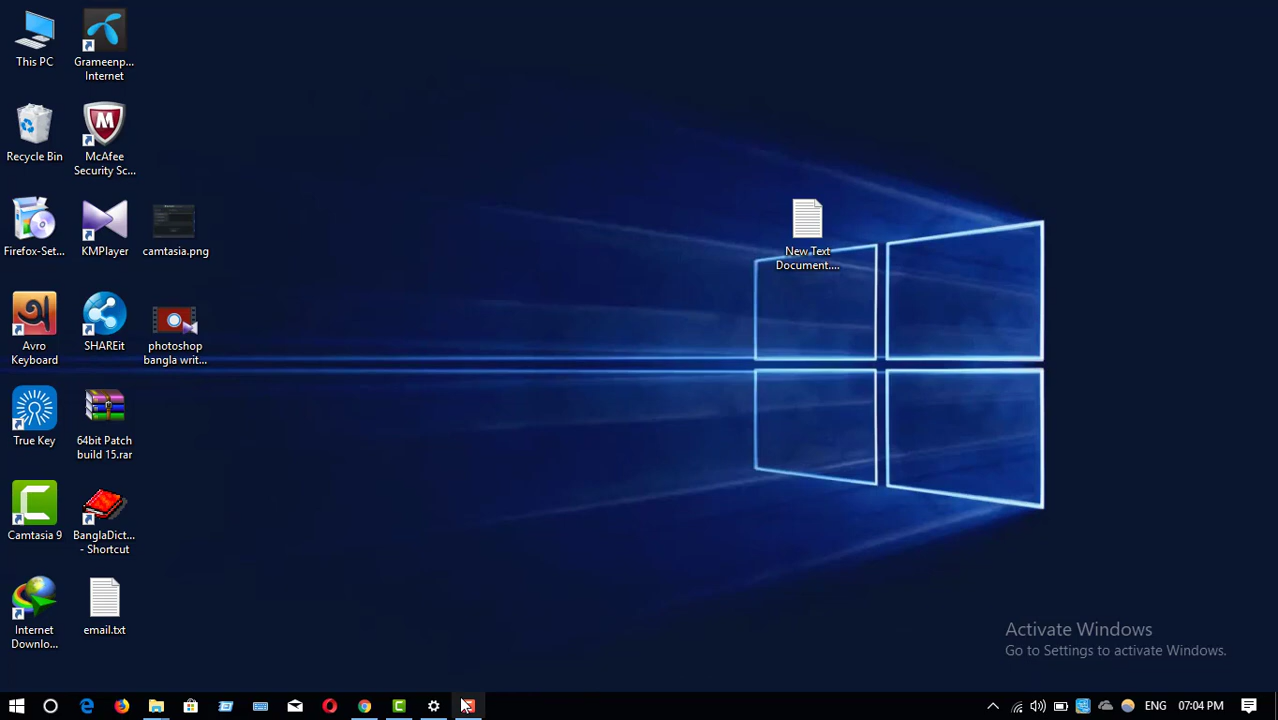 This PC
Grameenp...
Internet
Recycle Bin
McAfee
Security Sc...
Firefox-Set...
KMPlayer
camtasia.png
Avro
Keyboard
SHAREit
photoshop
bangla writ...
True Key
64bit Patch
build 15.rar
Camtasia 9
BanglaDict...
- Shortcut
Internet
Downlo...
email.txt
New Text
Document....
Activate Windows
Go to Settings to activate Windows.
ENG
07:04 PM